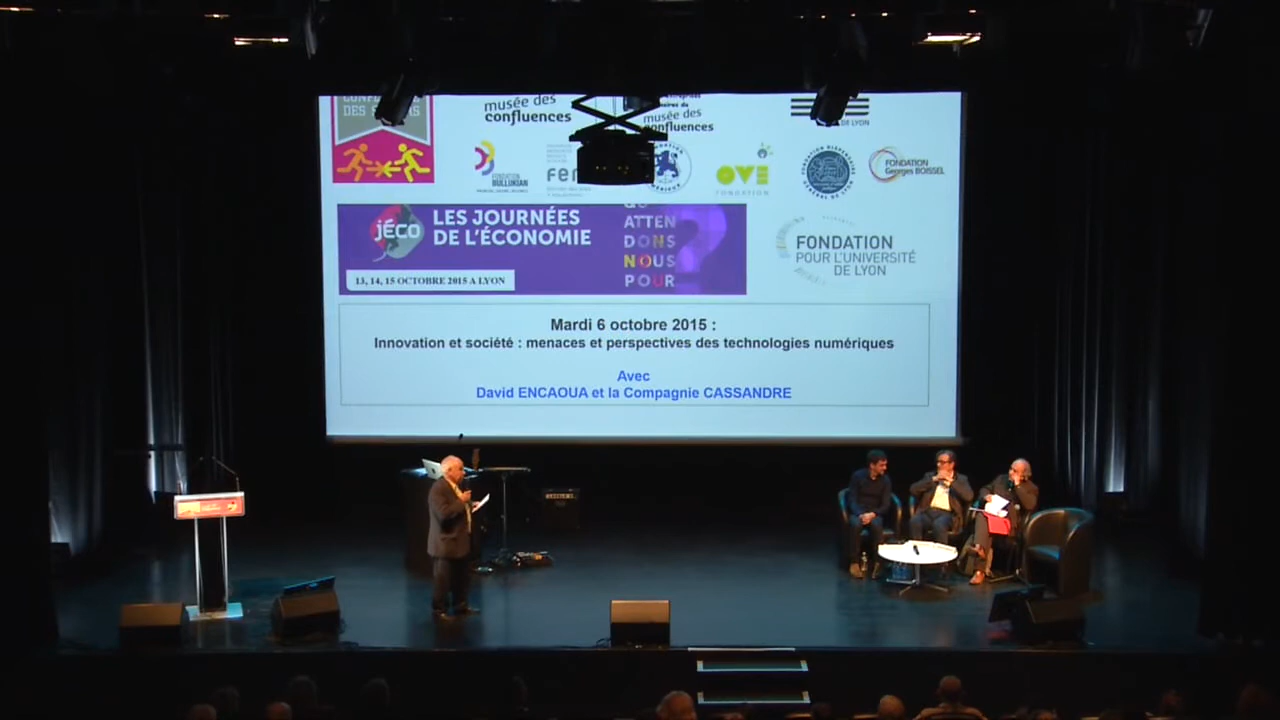 DES
musée des
confluences
musée des
confluences
DE LYON
FONDATION
BULLUKIAN
OVE
FONDATION
FONDATION
Georges BOISSEL
jéco
LES JOURNÉES
DE L'ÉCONOMIE
13, 14, 15 OCTOBRE 2015 A LYON
ATTEN
DONS
NOUS
POUR
?
FONDATION
POUR L'UNIVERSITÉ
DE LYON
Mardi 6 octobre 2015 :
Innovation et société : menaces et perspectives des technologies numériques
Avec
David ENCAOUA et la Compagnie CASSANDRE